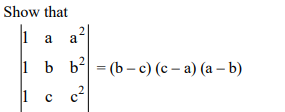 Show that
|1 a a²|
|1 b b²| = (b – c) (c – a) (a – b)
|1 c c²|